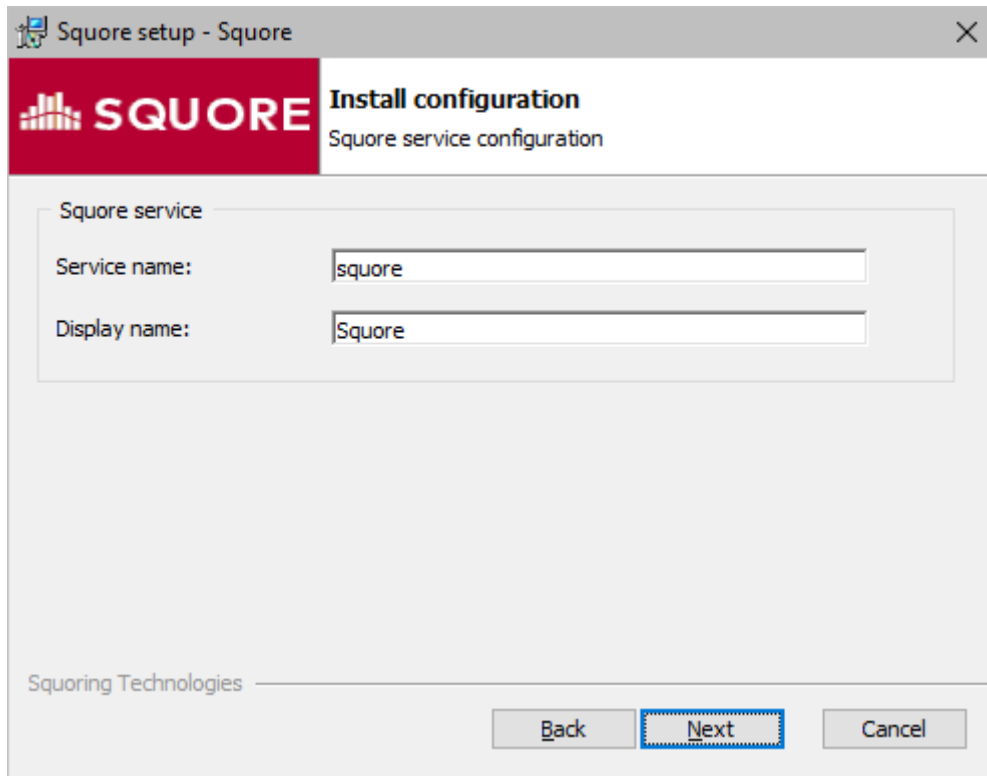 Squore setup - Squore
SQUORE
Install configuration
Squore service configuration
Squore service
Service name:
squore
Display name:
Squore
Squoring Technologies
Back
Next
Cancel